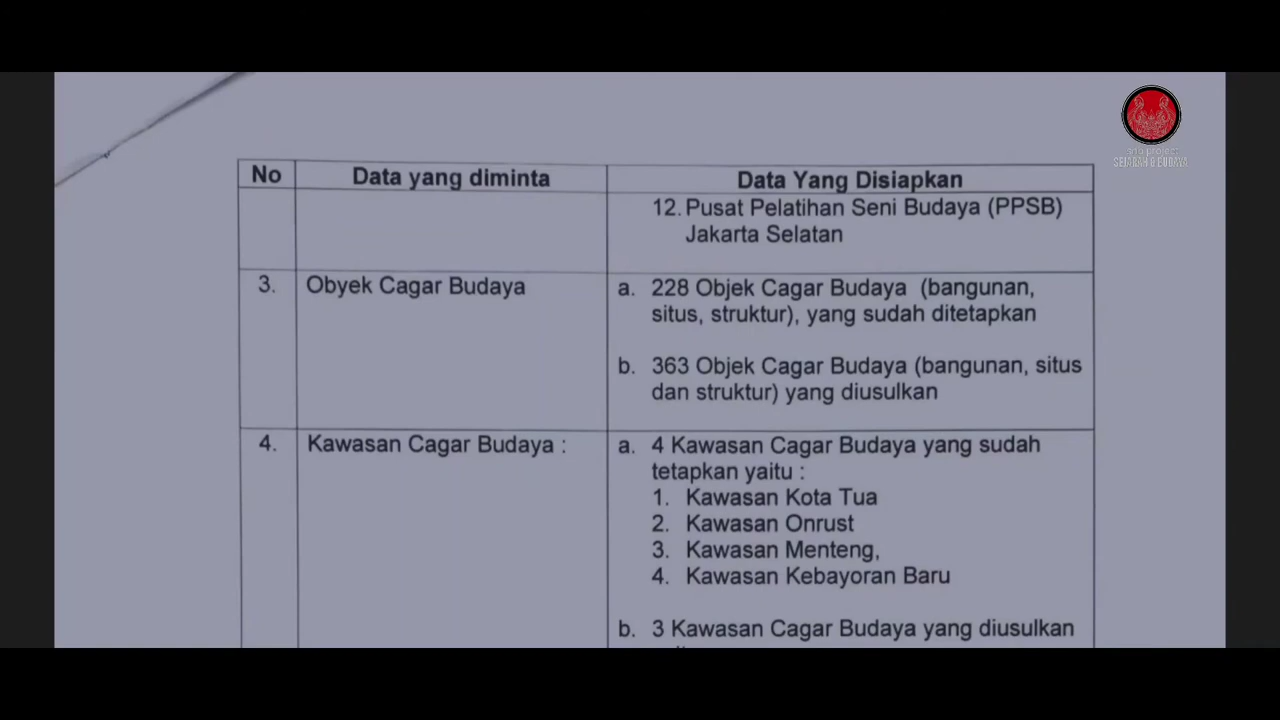 SEJARAH & BUDAYA
No Data yang diminta Data Yang Disiapkan
12. Pusat Pelatihan Seni Budaya (PPSB)
Jakarta Selatan
3. Obyek Cagar Budaya a. 228 Objek Cagar Budaya (bangunan,
situs, struktur), yang sudah ditetapkan
b. 363 Objek Cagar Budaya (bangunan, situs
dan struktur) yang diusulkan
4. Kawasan Cagar Budaya : a. 4 Kawasan Cagar Budaya yang sudah
tetapkan yaitu :
1. Kawasan Kota Tua
2. Kawasan Onrust
3. Kawasan Menteng,
4. Kawasan Kebayoran Baru
b. 3 Kawasan Cagar Budaya yang diusulkan